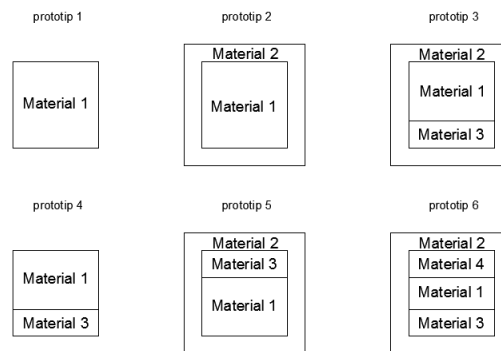 prototip 1
Material 1
prototip 2
Material 2
Material 1
prototip 3
Material 2
Material 1
Material 3
prototip 4
Material 1
Material 3
prototip 5
Material 2
Material 3
Material 1
prototip 6
Material 2
Material 4
Material 1
Material 3